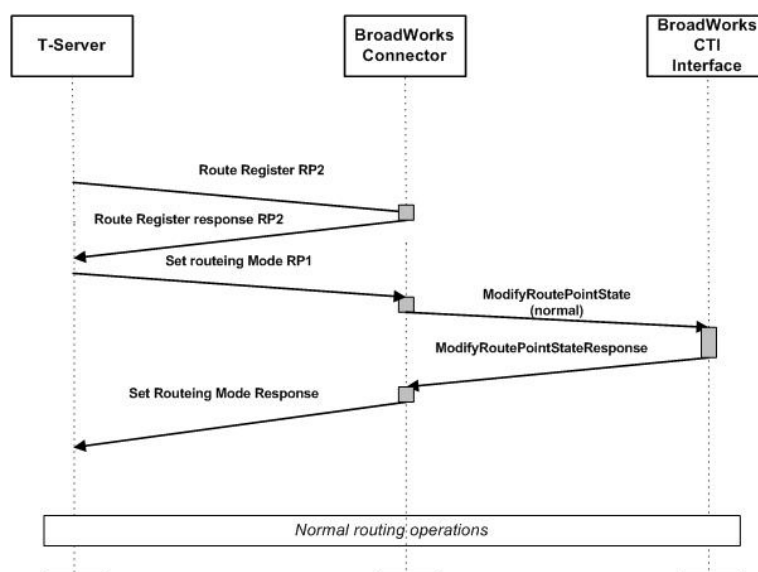 T-Server
BroadWorks
Connector
BroadWorks
CTI
Interface
Route Register RP2
Route Register response RP2
Set routeing Mode RP1
ModifyRoutePointState
(normal)
ModifyRoutePointStateResponse
Set Routeing Mode Response
Normal routing operations